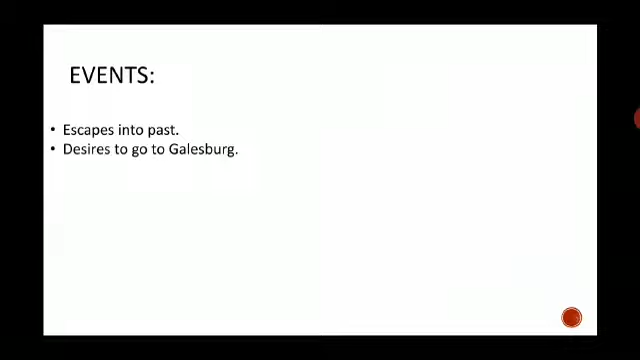 EVENTS:
• Escapes into past.
• Desires to go to Galesburg.